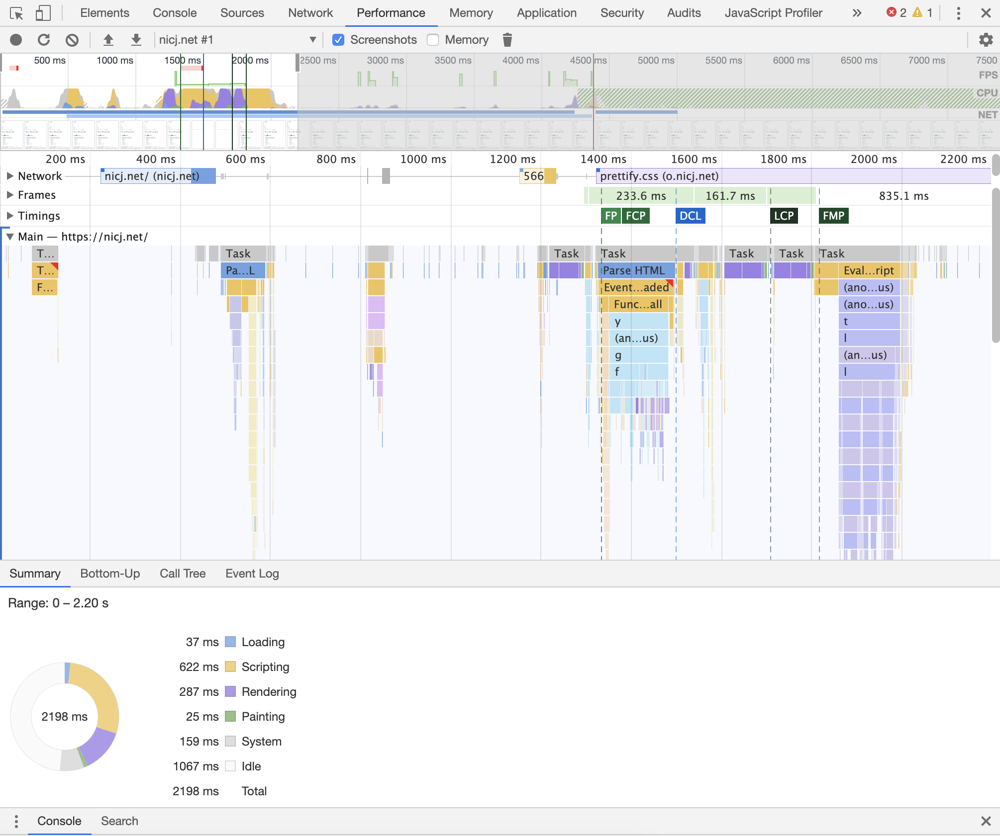 Elements Console Sources Network Performance Memory Application Security Audits JavaScript Profiler » 2 1
nicj.net #1 Screenshots Memory
500 ms 1000 ms 1500 ms 2000 ms 2500 ms 3000 ms 3500 ms 4000 ms 4500 ms 5000 ms 5500 ms 6000 ms 6500 ms 7000 ms 7500
FPS
CPU
NET
200 ms 400 ms 600 ms 800 ms 1000 ms 1200 ms 1400 ms 1600 ms 1800 ms 2000 ms 2200 ms
Network nicj.net/ (nicj.net) 566 prettify.css (o.nicj.net)
Frames 233.6 ms 161.7 ms 835.1 ms
Timings FP FCP DCL LCP FMP
Main — https://nicj.net/
T... Task Task Task Task Task Task
T... Pa...L Parse HTML Eval...ript
F... Event...aded (ano...us)
Func...all (ano...us)
y t
(an...us) l
g (an...us)
f l
Summary Bottom-Up Call Tree Event Log
Range: 0 – 2.20 s
37 ms Loading
622 ms Scripting
287 ms Rendering
2198 ms
25 ms Painting
159 ms System
1067 ms Idle
2198 ms Total
Console Search